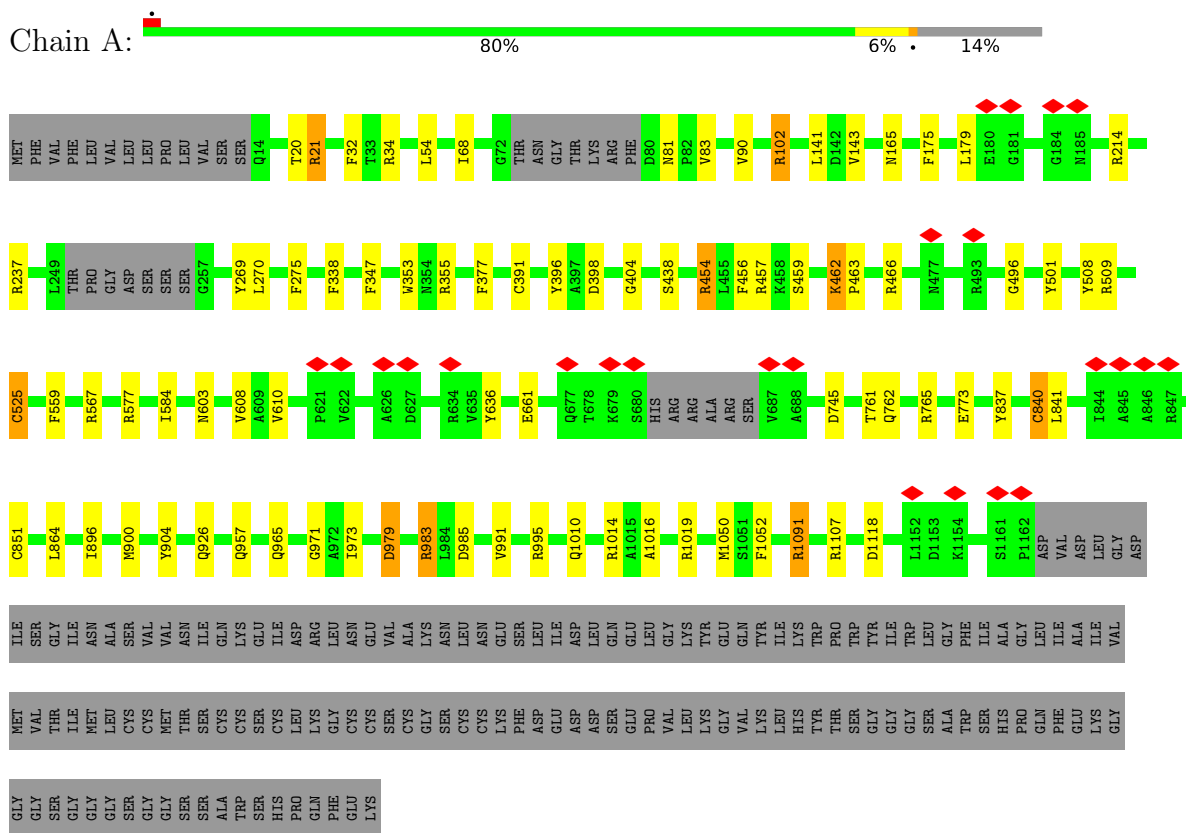 Chain A:
80% 6% • 14%
MET PHE VAL PHE LEU VAL LEU LEU PRO LEU VAL SER SER Q14 T20 R21 F32 T33 R34 L54 I68 G72 THR ASN GLY THR LYS ARG PHE D80 N81 P82 V83 V90 R102 L141 D142 V143 N165 F175 L179 E180 G181 G184 N185 R214
R237 L249 THR PRO GLY ASP SER SER SER G257 Y269 L270 F275 F338 F347 W353 N354 R355 F377 C391 Y396 A397 D398 G404 S438 R454 L455 F456 R457 K458 S459 K462 P463 R466 N477 R493 G496 Y501 Y508 R509
C525 F559 R567 R577 I584 N603 V608 A609 V610 P621 V622 A626 D627 R634 V635 Y636 E661 Q677 T678 K679 S680 HIS ARG ARG ALA ARG SER V687 A688 D745 T761 Q762 R765 E773 Y837 C840 L841 I844 A845 A846 R847
C851 L864 I896 M900 Y904 Q926 Q957 Q965 G971 A972 I973 D979 R983 L984 D985 V991 R995 Q1010 R1014 A1015 A1016 R1019 M1050 S1051 F1052 R1091 R1107 D1118 L1152 D1153 K1154 S1161 P1162 ASP VAL ASP LEU GLY ASP
ILE SER GLY ILE ASN ALA SER VAL VAL ASN ILE GLN LYS GLU ILE ASP ARG LEU ASN GLU VAL ALA LYS ASN LEU ASN GLU SER LEU ILE ASP LEU GLN GLU LEU GLY LYS TYR GLU GLN TYR ILE LYS TRP PRO TRP TYR ILE TRP LEU GLY PHE ILE ALA GLY LEU ILE ALA ILE VAL
MET VAL THR ILE MET LEU CYS CYS MET THR SER CYS CYS SER CYS LEU LYS GLY CYS CYS SER CYS GLY SER CYS CYS LYS PHE ASP GLU ASP ASP SER GLU PRO VAL LEU LYS GLY VAL LYS LEU HIS TYR THR SER GLY GLY GLY SER ALA TRP SER HIS PRO GLN PHE GLU LYS GLY
GLY GLY SER GLY GLY GLY SER GLY GLY SER SER ALA TRP SER HIS PRO GLN PHE GLU LYS